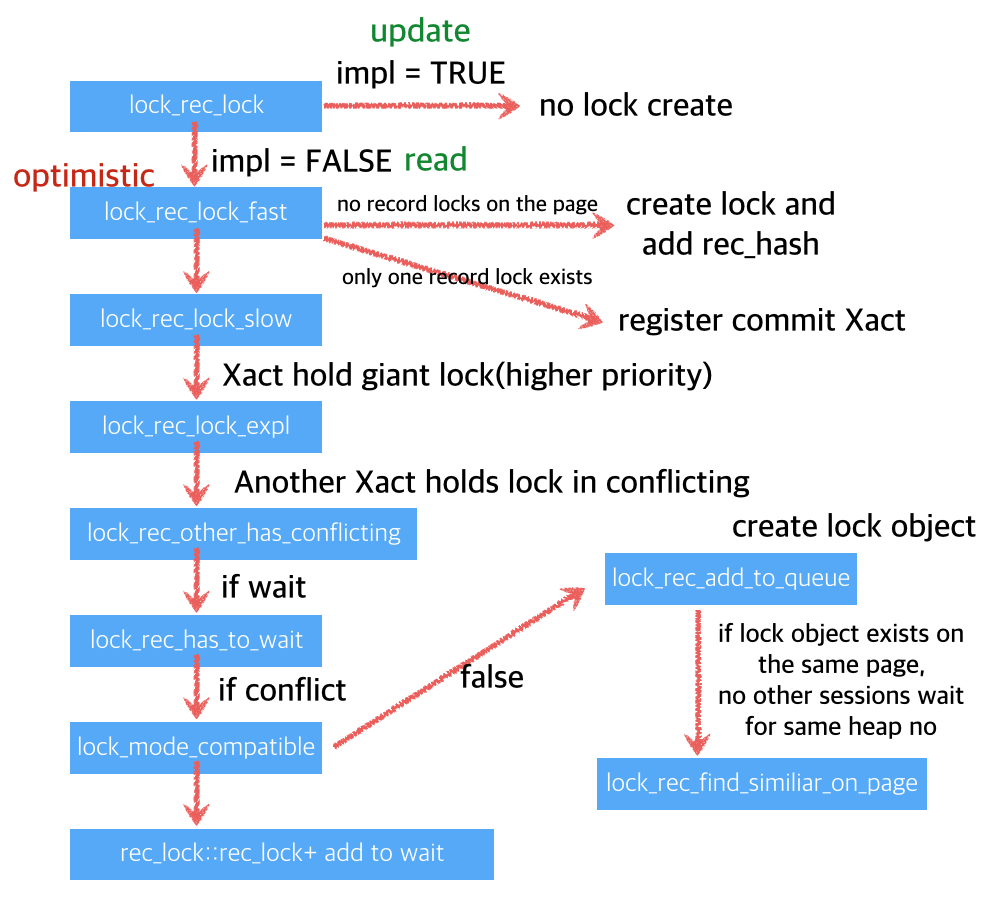 update
impl = TRUE
lock_rec_lock
no lock create
impl = FALSE read
optimistic
lock_rec_lock_fast
no record locks on the page
create lock and
add rec_hash
only one record lock exists
lock_rec_lock_slow
register commit Xact
Xact hold giant lock(higher priority)
lock_rec_lock_expl
Another Xact holds lock in conflicting
lock_rec_other_has_conflicting
create lock object
lock_rec_add_to_queue
if wait
lock_rec_has_to_wait
if lock object exists on
the same page,
no other sessions wait
for same heap no
if conflict
false
lock_mode_compatible
lock_rec_find_similiar_on_page
rec_lock::rec_lock+ add to wait